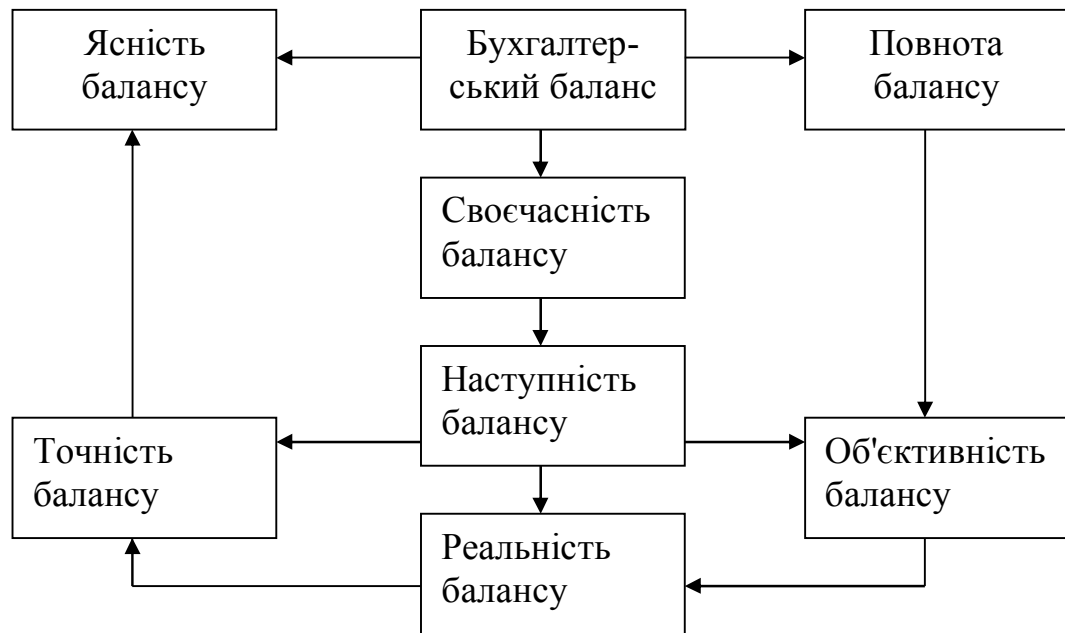 Ясність
балансу
Бухгалтер-
ський баланс
Повнота
балансу
Своєчасність
балансу
Наступність
балансу
Точність
балансу
Об'єктивність
балансу
Реальність
балансу